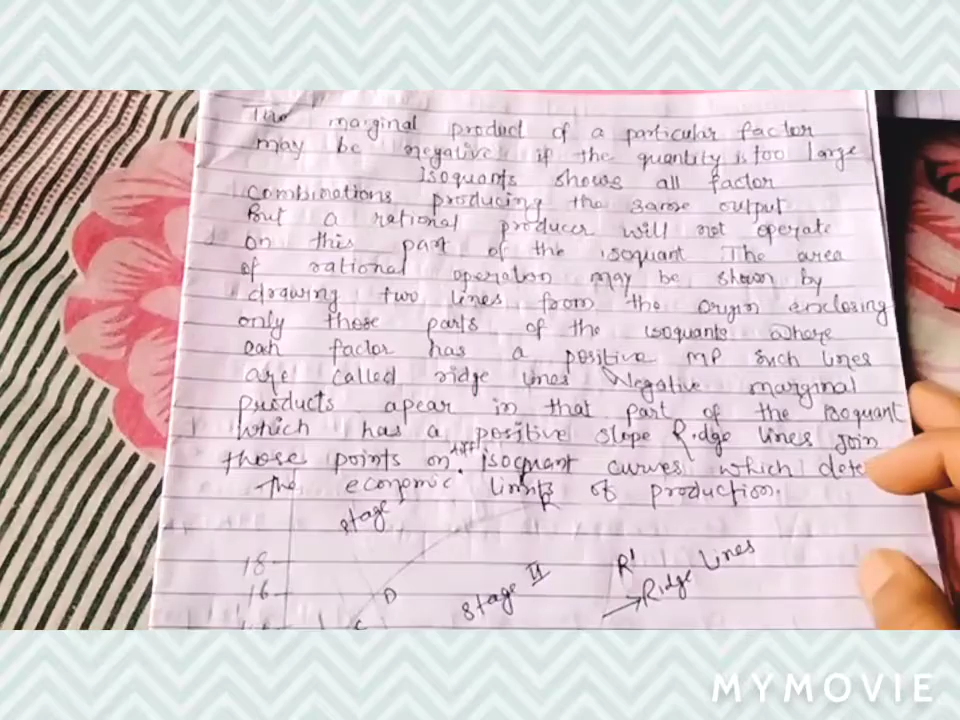 The marginal product of a particular factor
may be negative if the quantity is too large
isoquants shows all factor
combinations producing the same output
But a rational producer will not operate
on this part of the isoquant The area
of rational operation may be shown by
drawing two lines from the origin enclosing
only those parts of the isoquants where
each factor has a positive MP such lines
are called ridge lines Negative marginal
products apear in that part of the isoquant
which has a positive slope Ridge lines join
those points on diff. isoquant curves which dete
the economic limits of production.
stage
R
18
16
D
C
stage II
R'
Ridge lines
MYMOVIE